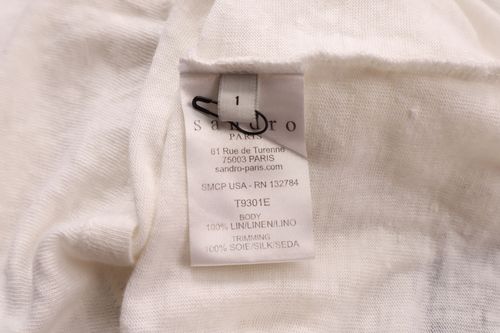 1
sandro
PARIS
61 Rue de Turenne
75003 PARIS
sandro-paris.com
SMCP USA - RN 132784
T9301E
BODY
100% LIN/LINEN/LINO
TRIMMING
100% SOIE/SILK/SEDA